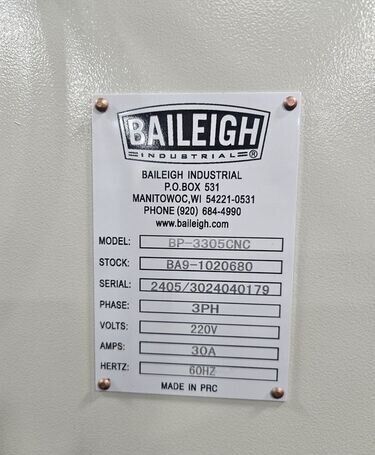 BAILEIGH
INDUSTRIAL ®
BAILEIGH INDUSTRIAL
P.O.BOX 531
MANITOWOC,WI 54221-0531
PHONE (920) 684-4990
www.baileigh.com
MODEL: BP-3305CNC
STOCK: BA9-1020680
SERIAL: 2405/3024040179
PHASE: 3PH
VOLTS: 220V
AMPS: 30A
HERTZ: 60HZ
MADE IN PRC